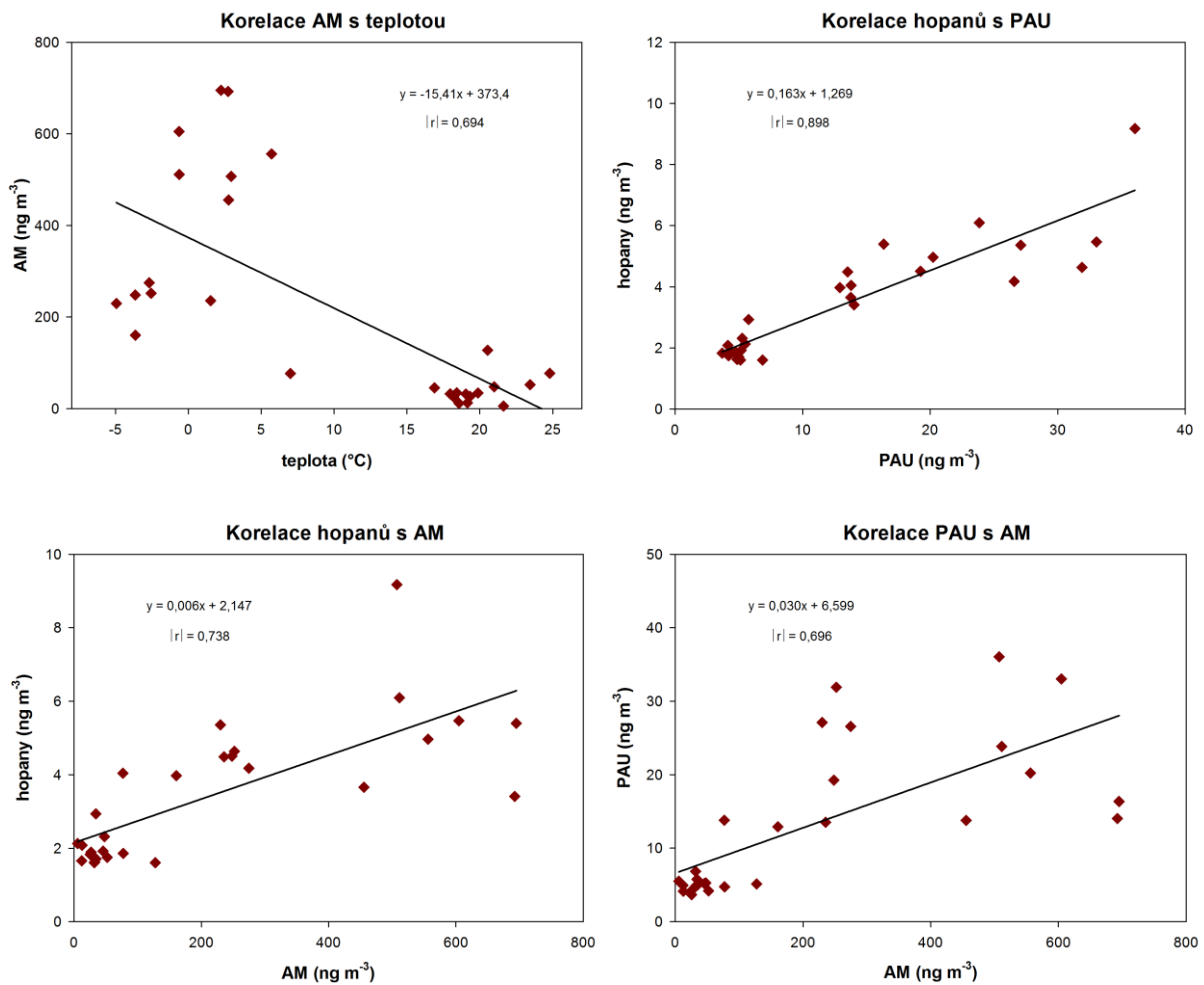 Korelace AM s teplotou
800
600
400
200
0
AM (ng m⁻³)
y = -15,41x + 373,4
|r| = 0,694
-5 0 5 10 15 20 25
teplota (°C)
Korelace hopanů s PAU
12
10
8
6
4
2
0
hopany (ng m⁻³)
y = 0,163x + 1,269
|r| = 0,898
0 10 20 30 40
PAU (ng m⁻³)
Korelace hopanů s AM
10
8
6
4
2
0
hopany (ng m⁻³)
y = 0,006x + 2,147
|r| = 0,738
0 200 400 600 800
AM (ng m⁻³)
Korelace PAU s AM
50
40
30
20
10
0
PAU (ng m⁻³)
y = 0,030x + 6,599
|r| = 0,696
0 200 400 600 800
AM (ng m⁻³)